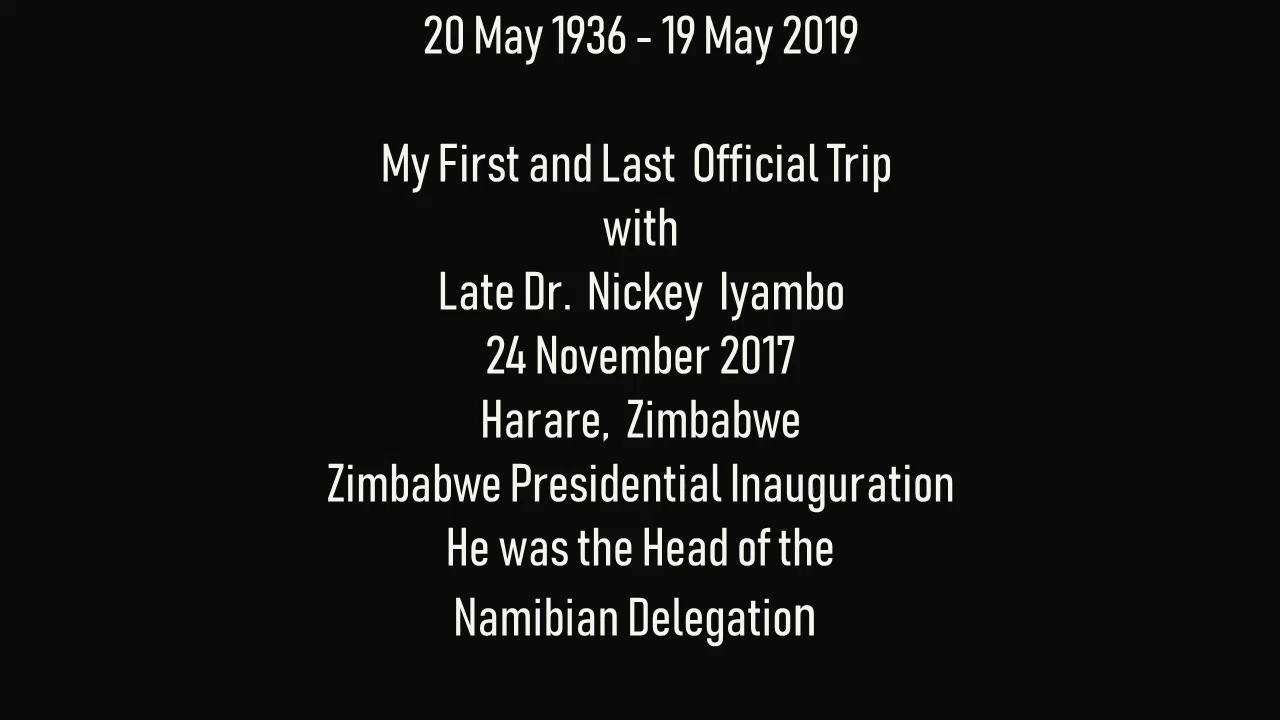 20 May 1936 - 19 May 2019
My First and Last Official Trip
with
Late Dr. Nickey Iyambo
24 November 2017
Harare, Zimbabwe
Zimbabwe Presidential Inauguration
He was the Head of the
Namibian Delegation